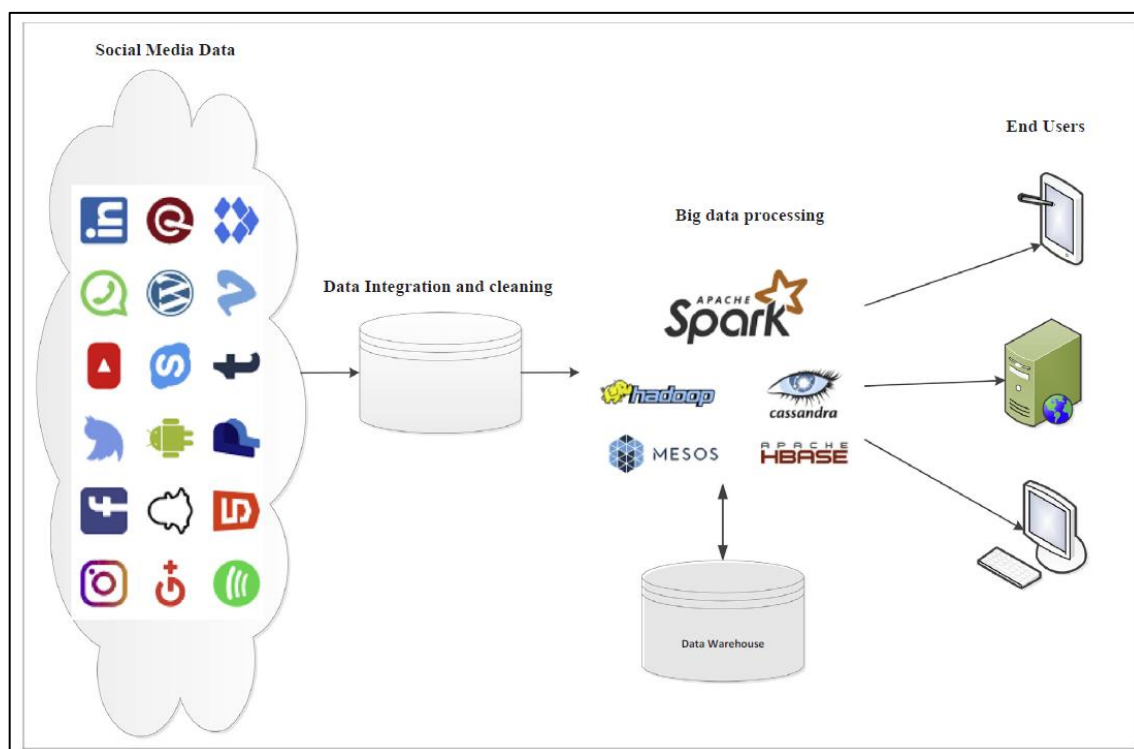 Social Media Data
End Users
Big data processing
Data Integration and cleaning
APACHE
Spark
hadoop
cassandra
MESOS
APACHE
HBASE
Data Warehouse